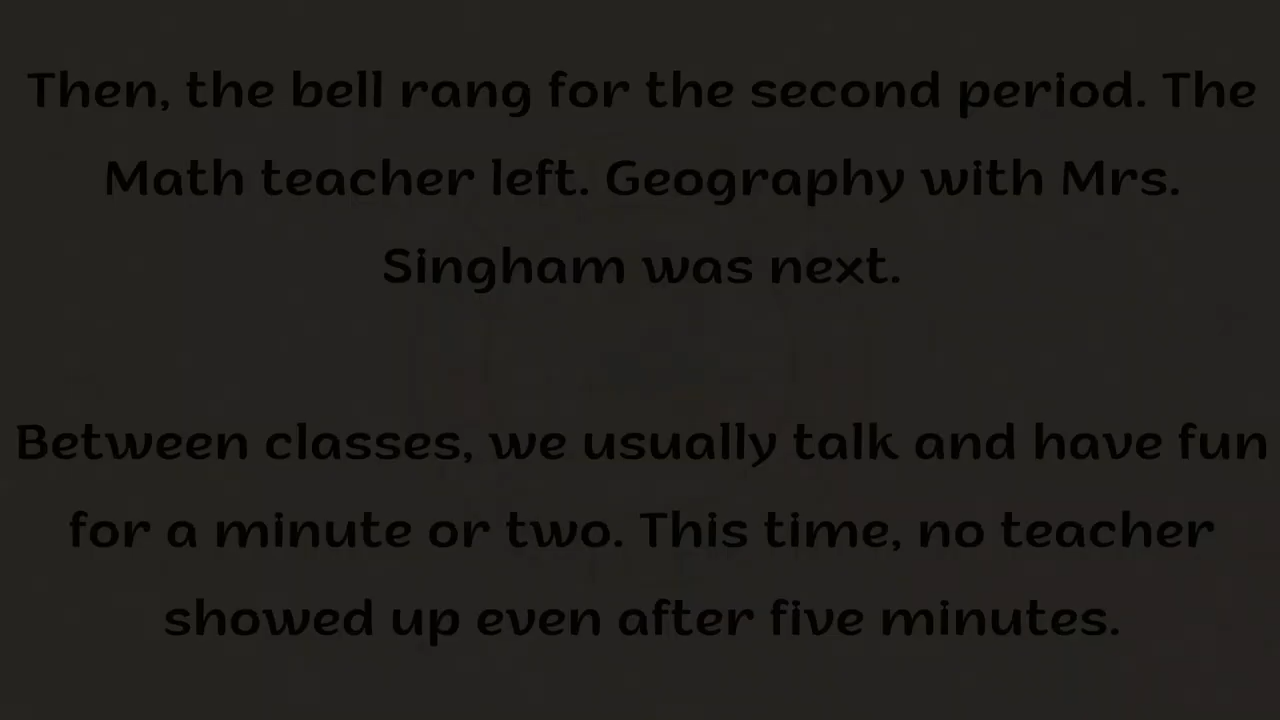 Then, the bell rang for the second period. The
Math teacher left. Geography with Mrs.
Singham was next.
Between classes, we usually talk and have fun
for a minute or two. This time, no teacher
showed up even after five minutes.